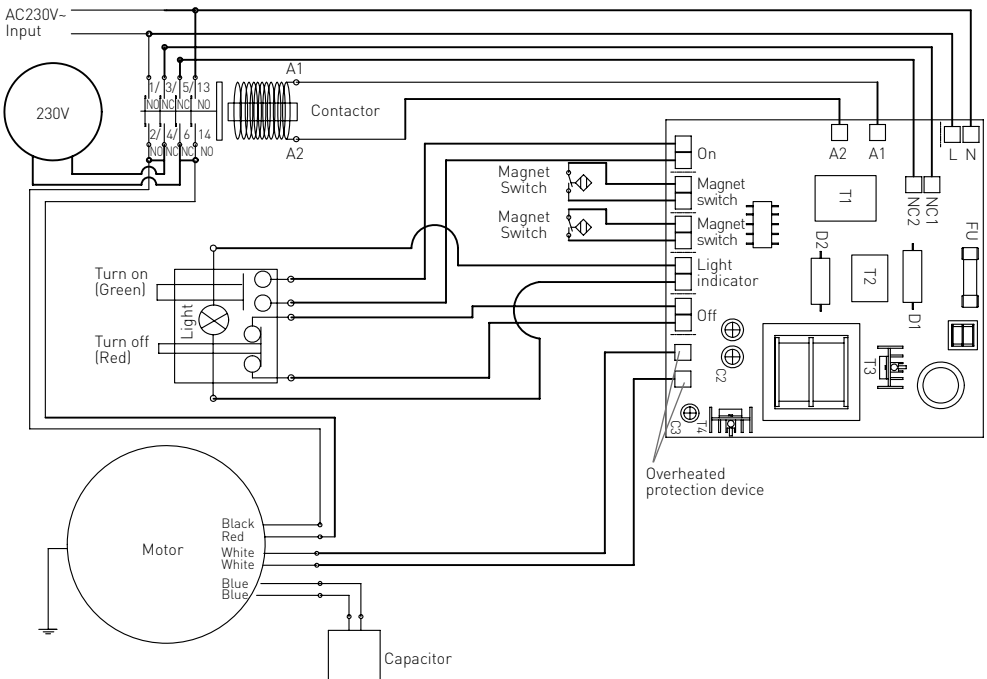 AC230V~
Input
230V
1/ 3/ 5/ 13
NO NC NC NO
2/ 4/ 6 14
NO NC NC NO
A1
Contactor
A2
On
Magnet
Switch
Magnet
switch
Magnet
Switch
Magnet
switch
Light
indicator
Off
Turn on
(Green)
Light
Turn off
(Red)
A2 A1
L N
T1
NC2 NC1
FU
D2
T2
D1
T3
C2
C3
T4
Overheated
protection device
Motor
Black
Red
White
White
Blue
Blue
Capacitor